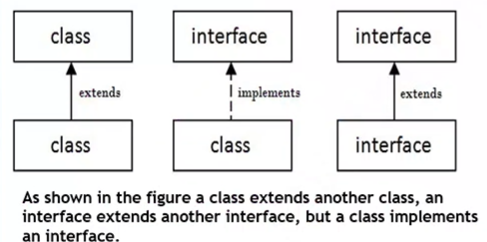 class interface interface
extends implements extends
class class interface
As shown in the figure a class extends another class, an
interface extends another interface, but a class implements
an interface.